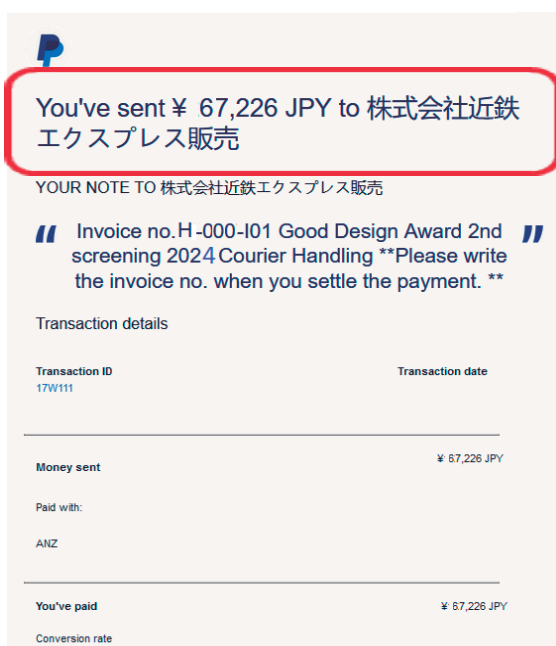 You've sent ¥ 67,226 JPY to 株式会社近鉄
エクスプレス販売
YOUR NOTE TO 株式会社近鉄エクスプレス販売
“ Invoice no.H-000-I01 Good Design Award 2nd ”
screening 2024 Courier Handling **Please write
the invoice no. when you settle the payment. **
Transaction details
Transaction ID Transaction date
17W111
Money sent ¥ 67,226 JPY
Paid with:
ANZ
You've paid ¥ 67,226 JPY
Conversion rate